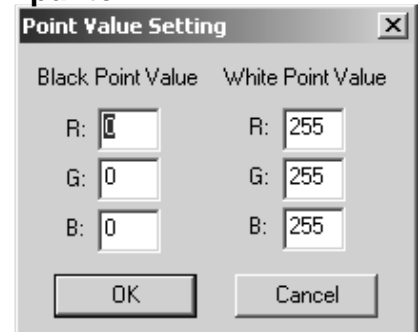 Point Value Setting
Black Point Value White Point Value
R: 0 R: 255
G: 0 G: 255
B: 0 B: 255
OK Cancel